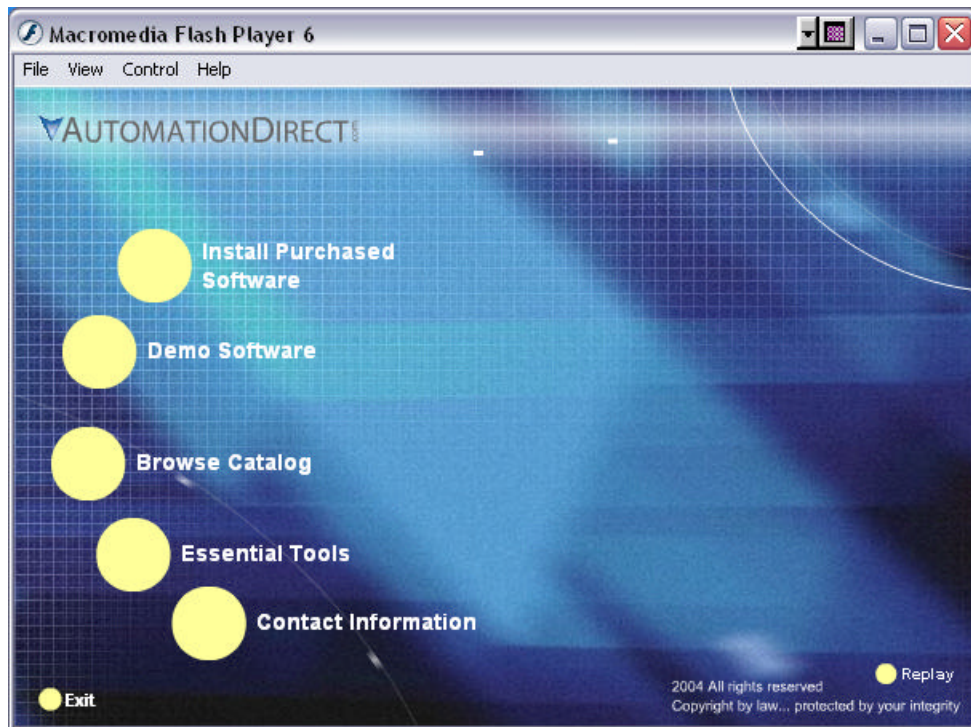 Macromedia Flash Player 6
File View Control Help
AUTOMATIONDIRECT
Install Purchased
Software
Demo Software
Browse Catalog
Essential Tools
Contact Information
Exit
Replay
2004 All rights reserved
Copyright by law... protected by your integrity